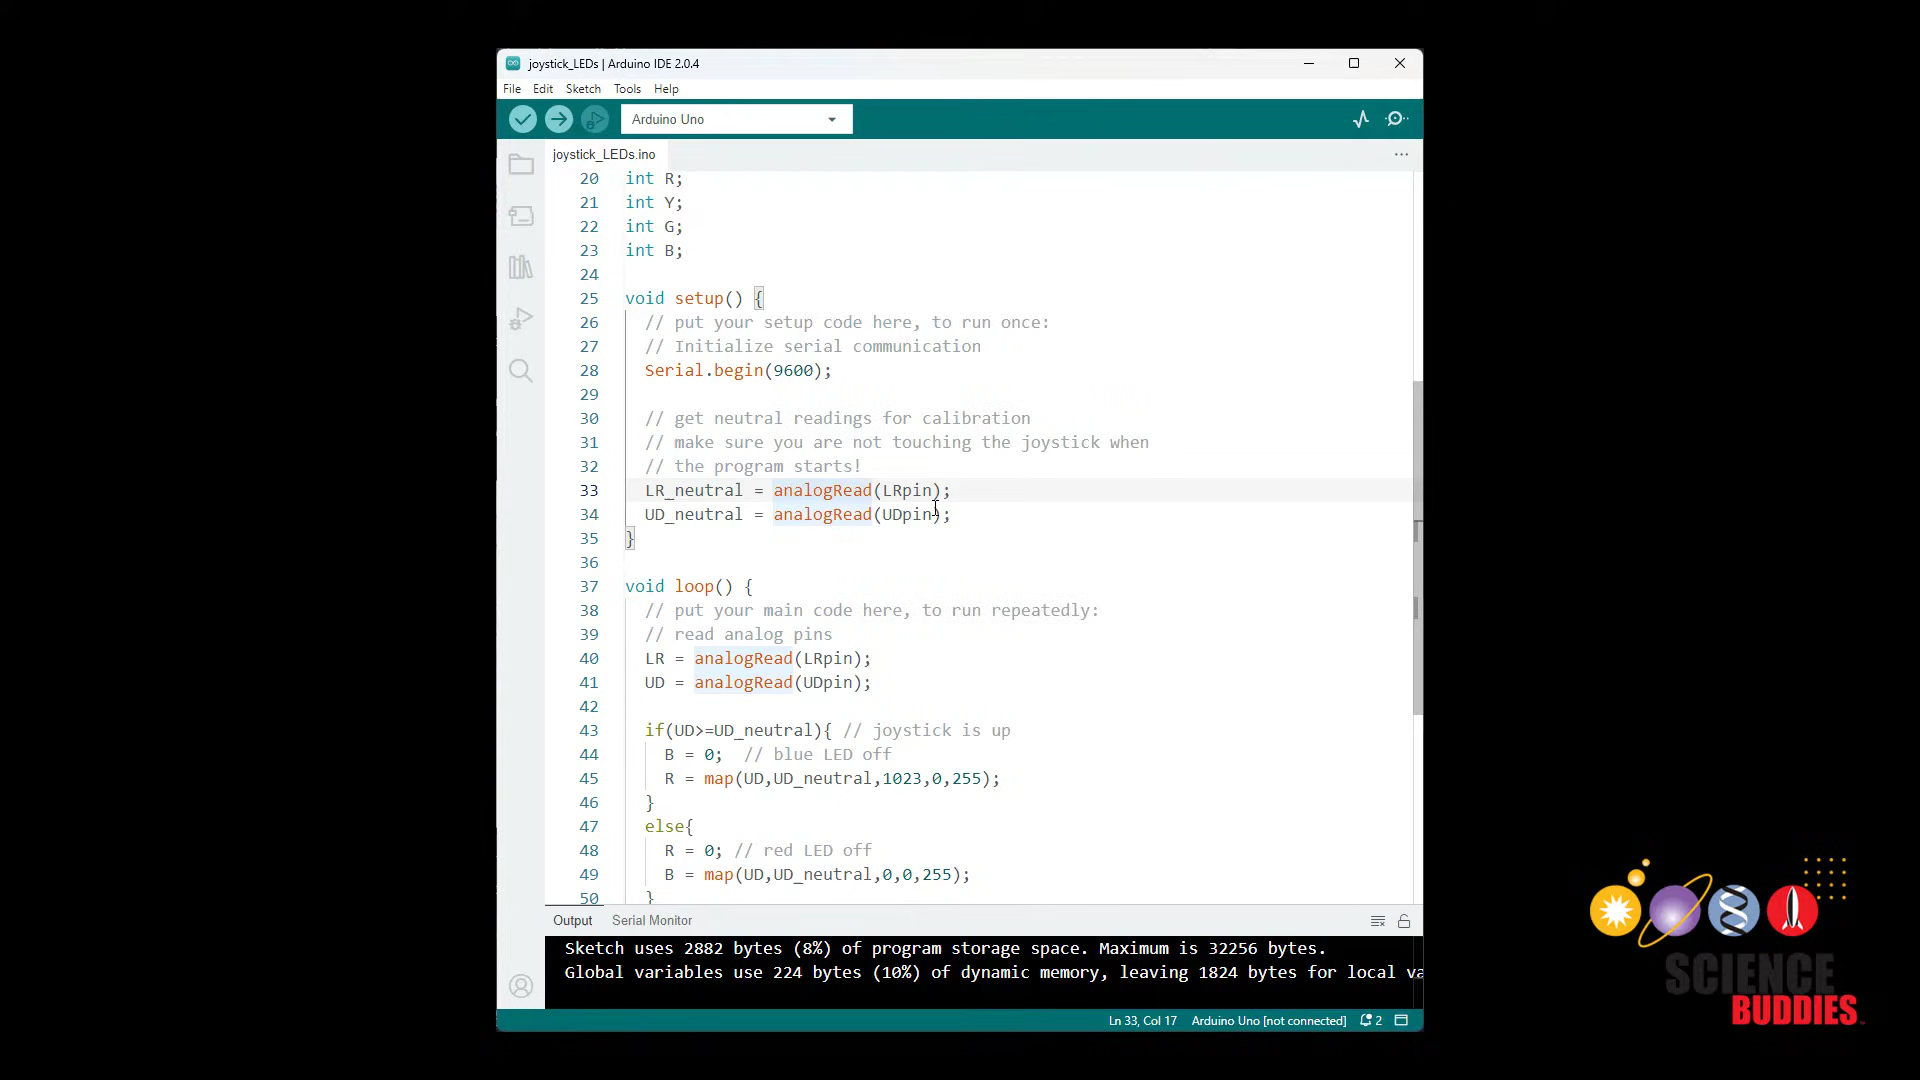 joystick_LEDs | Arduino IDE 2.0.4
File Edit Sketch Tools Help
Arduino Uno
joystick_LEDs.ino
20 int R;
21 int Y;
22 int G;
23 int B;
24
25 void setup() {
26 // put your setup code here, to run once:
27 // Initialize serial communication
28 Serial.begin(9600);
29
30 // get neutral readings for calibration
31 // make sure you are not touching the joystick when
32 // the program starts!
33 LR_neutral = analogRead(LRpin);
34 UD_neutral = analogRead(UDpin);
35 }
36
37 void loop() {
38 // put your main code here, to run repeatedly:
39 // read analog pins
40 LR = analogRead(LRpin);
41 UD = analogRead(UDpin);
42
43 if(UD>=UD_neutral){ // joystick is up
44 B = 0; // blue LED off
45 R = map(UD,UD_neutral,1023,0,255);
46 }
47 else{
48 R = 0; // red LED off
49 B = map(UD,UD_neutral,0,0,255);
50 }
Output Serial Monitor
Sketch uses 2882 bytes (8%) of program storage space. Maximum is 32256 bytes.
Global variables use 224 bytes (10%) of dynamic memory, leaving 1824 bytes for local va
Ln 33, Col 17 Arduino Uno [not connected] 2
SCIENCE
BUDDIES